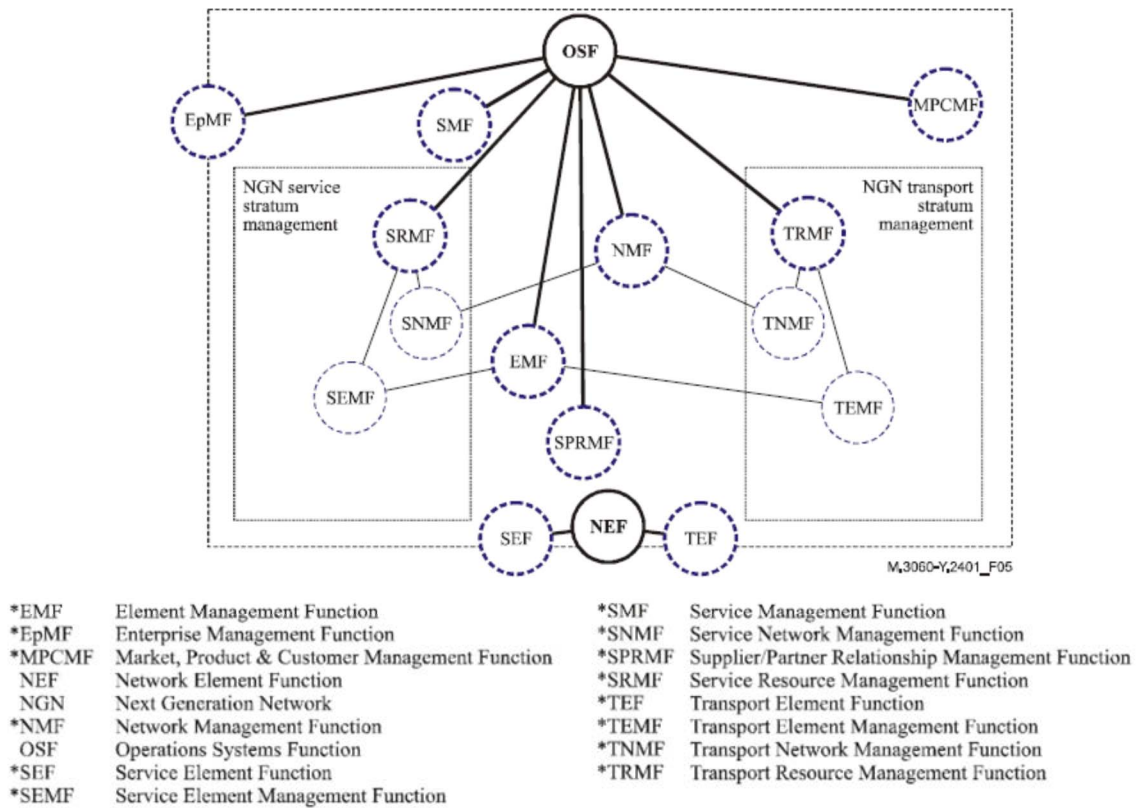 OSF
EpMF
SMF
MPCMF
NGN service
stratum
management
NGN transport
stratum
management
SRMF
NMF
TRMF
SNMF
TNMF
EMF
SEMF
TEMF
SPRMF
SEF
NEF
TEF
M.3060-Y.2401_F05
*EMF Element Management Function
*EpMF Enterprise Management Function
*MPCMF Market, Product & Customer Management Function
NEF Network Element Function
NGN Next Generation Network
*NMF Network Management Function
OSF Operations Systems Function
*SEF Service Element Function
*SEMF Service Element Management Function
*SMF Service Management Function
*SNMF Service Network Management Function
*SPRMF Supplier/Partner Relationship Management Function
*SRMF Service Resource Management Function
*TEF Transport Element Function
*TEMF Transport Element Management Function
*TNMF Transport Network Management Function
*TRMF Transport Resource Management Function